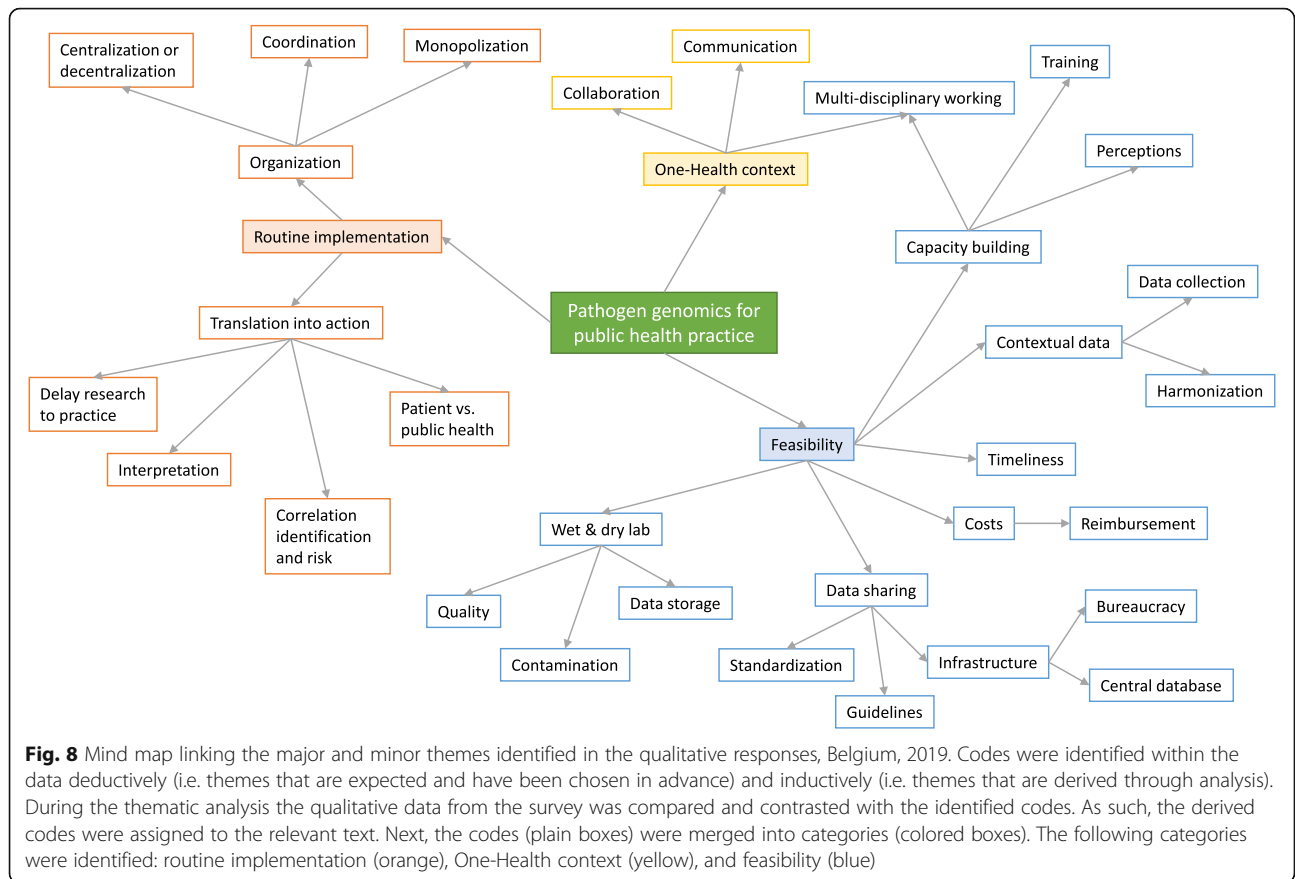 Centralization or
decentralization
Coordination
Monopolization
Communication
Collaboration
Multi-disciplinary working
Training
Perceptions
Organization
One-Health context
Routine implementation
Capacity building
Data collection
Translation into action
Pathogen genomics for
public health practice
Contextual data
Harmonization
Delay research
to practice
Patient vs.
public health
Feasibility
Timeliness
Interpretation
Correlation
identification
and risk
Wet & dry lab
Costs
Reimbursement
Quality
Data storage
Data sharing
Bureaucracy
Contamination
Standardization
Infrastructure
Central database
Guidelines
Fig. 8 Mind map linking the major and minor themes identified in the qualitative responses, Belgium, 2019. Codes were identified within the
data deductively (i.e. themes that are expected and have been chosen in advance) and inductively (i.e. themes that are derived through analysis).
During the thematic analysis the qualitative data from the survey was compared and contrasted with the identified codes. As such, the derived
codes were assigned to the relevant text. Next, the codes (plain boxes) were merged into categories (colored boxes). The following categories
were identified: routine implementation (orange), One-Health context (yellow), and feasibility (blue)